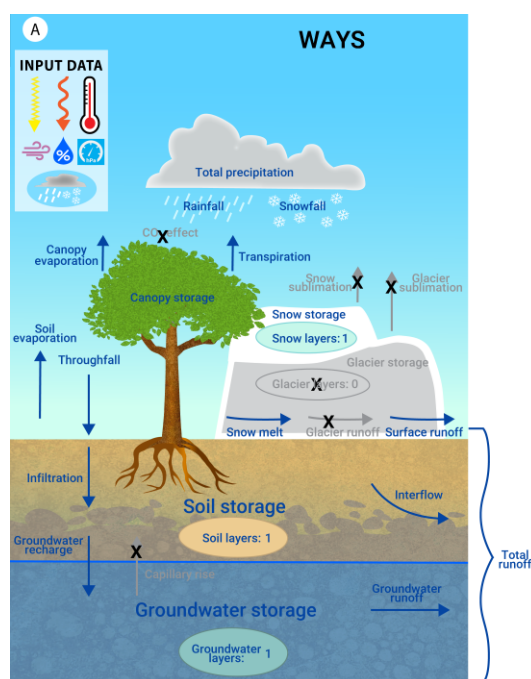 A
WAYS
INPUT DATA
%
hPa
Total precipitation
Rainfall
Snowfall
CO₂ effect
X
Canopy
evaporation
Transpiration
Canopy storage
Snow
sublimation
X
Glacier
sublimation
X
Soil
evaporation
Throughfall
Snow storage
Snow layers: 1
Glacier storage
Glacier layers: 0
X
Snow melt
Glacier runoff
X
Surface runoff
Infiltration
Soil storage
Interflow
Soil layers: 1
Groundwater
recharge
X
Capillary rise
Total
runoff
Groundwater storage
Groundwater
runoff
Groundwater
layers: 1